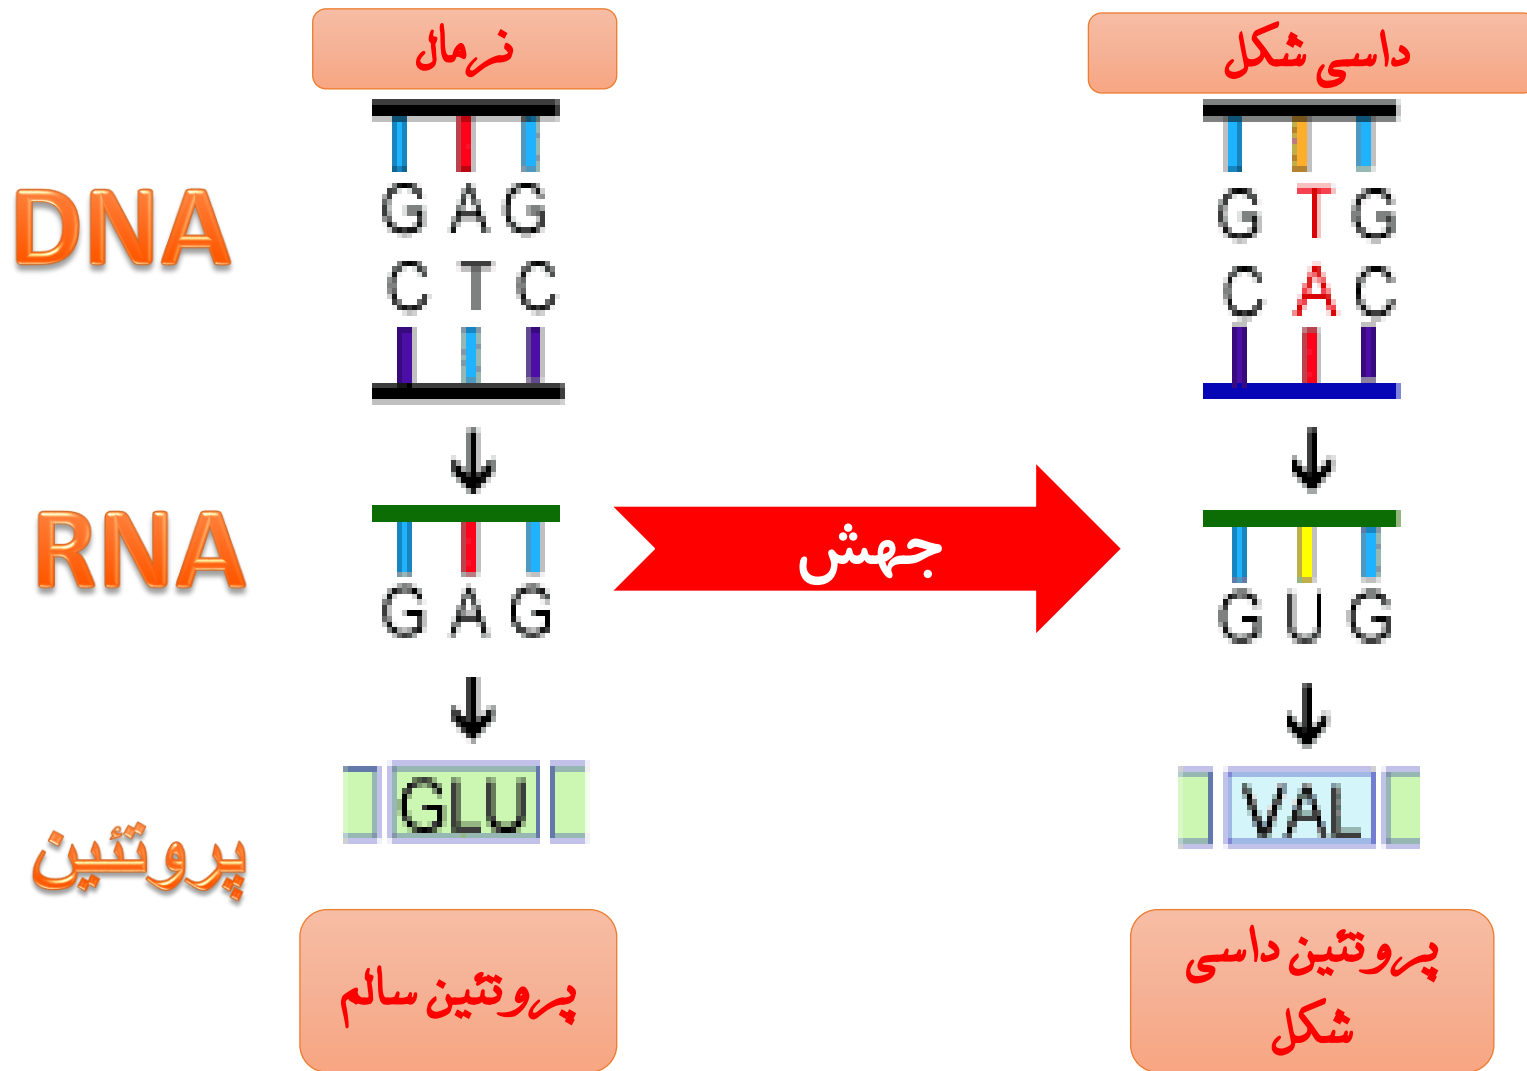 نرمال
داسی شکل
DNA
G A G
C T C
G T G
C A C
RNA
G A G
جهش
G U G
پروتئین
GLU
VAL
پروتئین سالم
پروتئین داسی
شکل